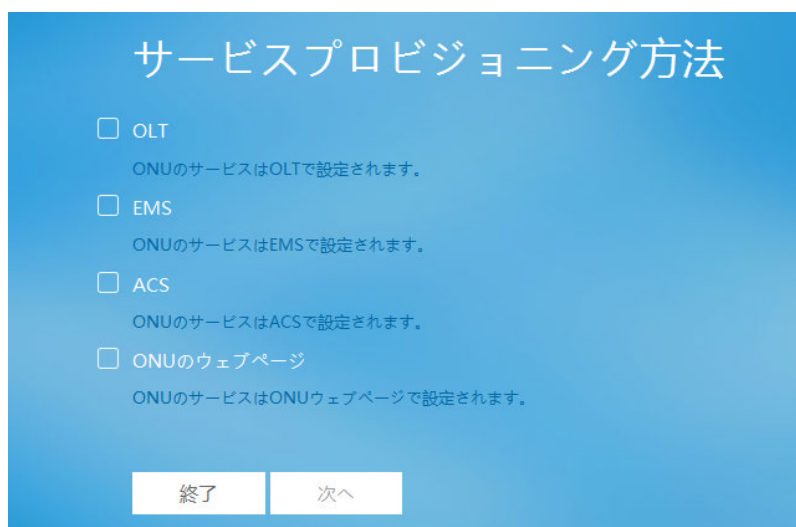 サービスプロビジョニング方法
OLT
ONUのサービスはOLTで設定されます。
EMS
ONUのサービスはEMSで設定されます。
ACS
ONUのサービスはACSで設定されます。
ONUのウェブページ
ONUのサービスはONUウェブページで設定されます。
終了 次へ